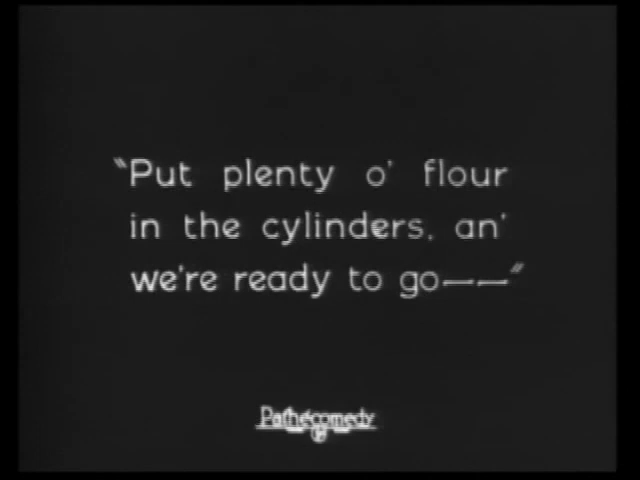 "Put plenty o' flour
in the cylinders, an'
we're ready to go——"
Pathécomedy